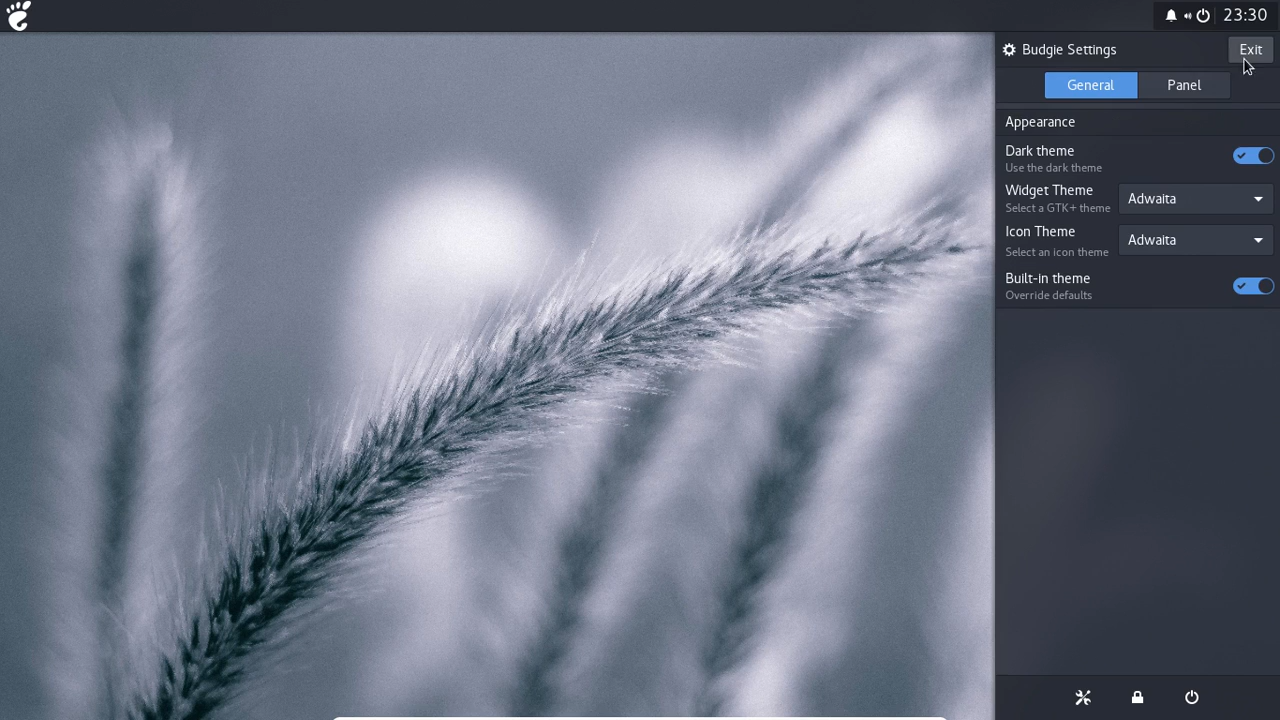 23:30
Budgie Settings
Exit
General
Panel
Appearance
Dark theme
Use the dark theme
Widget Theme
Select a GTK+ theme
Adwaita
Icon Theme
Select an icon theme
Adwaita
Built-in theme
Override defaults